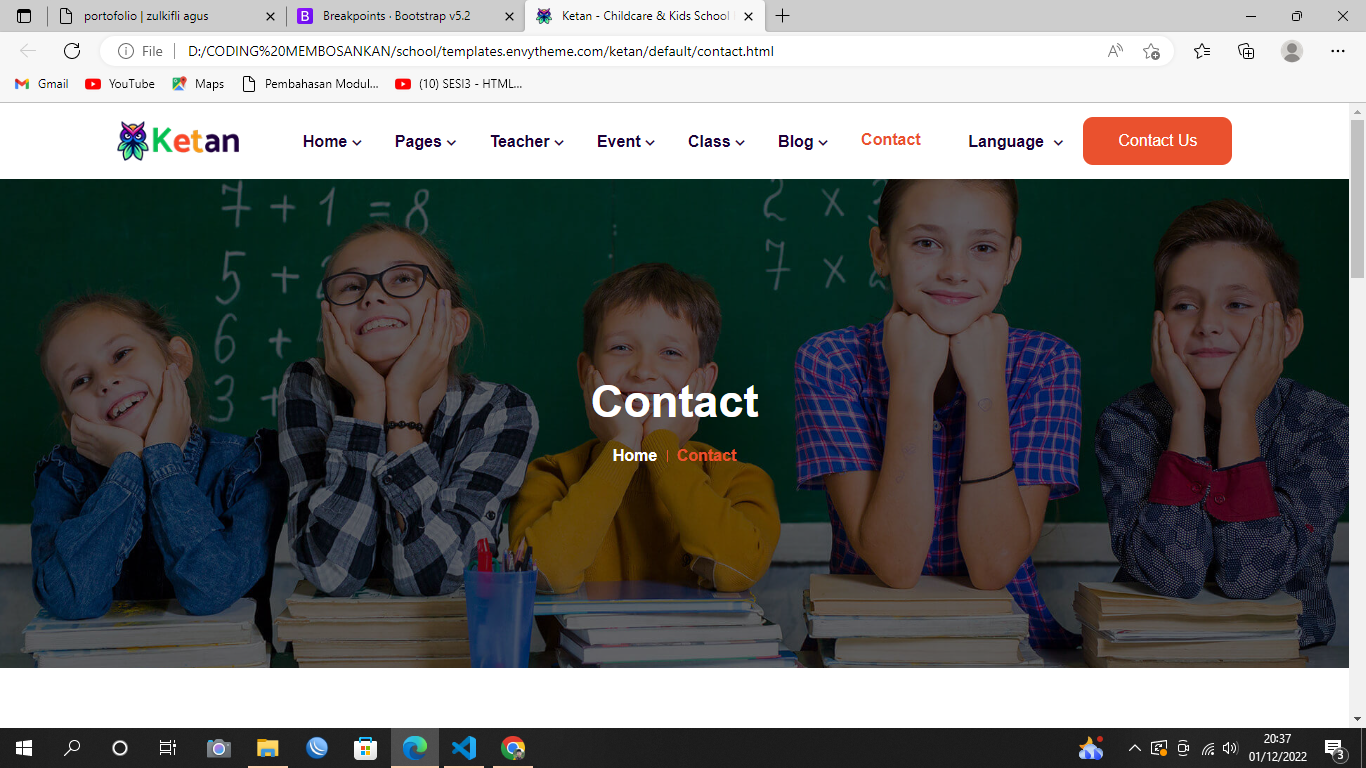 portofolio | zulkifli agus
Breakpoints · Bootstrap v5.2
Ketan - Childcare & Kids School
File
D:/CODING%20MEMBOSANKAN/school/templates.envytheme.com/ketan/default/contact.html
Gmail
YouTube
Maps
Pembahasan Modul...
(10) SESI3 - HTML...
Ketan
Home
Pages
Teacher
Event
Class
Blog
Contact
Language
Contact Us
7 + 1 = 8
2 x 3
5 +
7 x 2
6 +
3 +
Contact
Home | Contact
20:37
01/12/2022
3